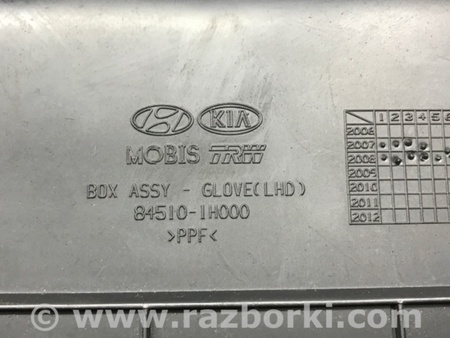 KIA
MOBIS TRW
BOX ASSY - GLOVE(LHD)
84510-1H000
>PPF<
1 2 3 4 5 6
2006
2007
2008
2009
2010
2011
2012
© www.razborki.com